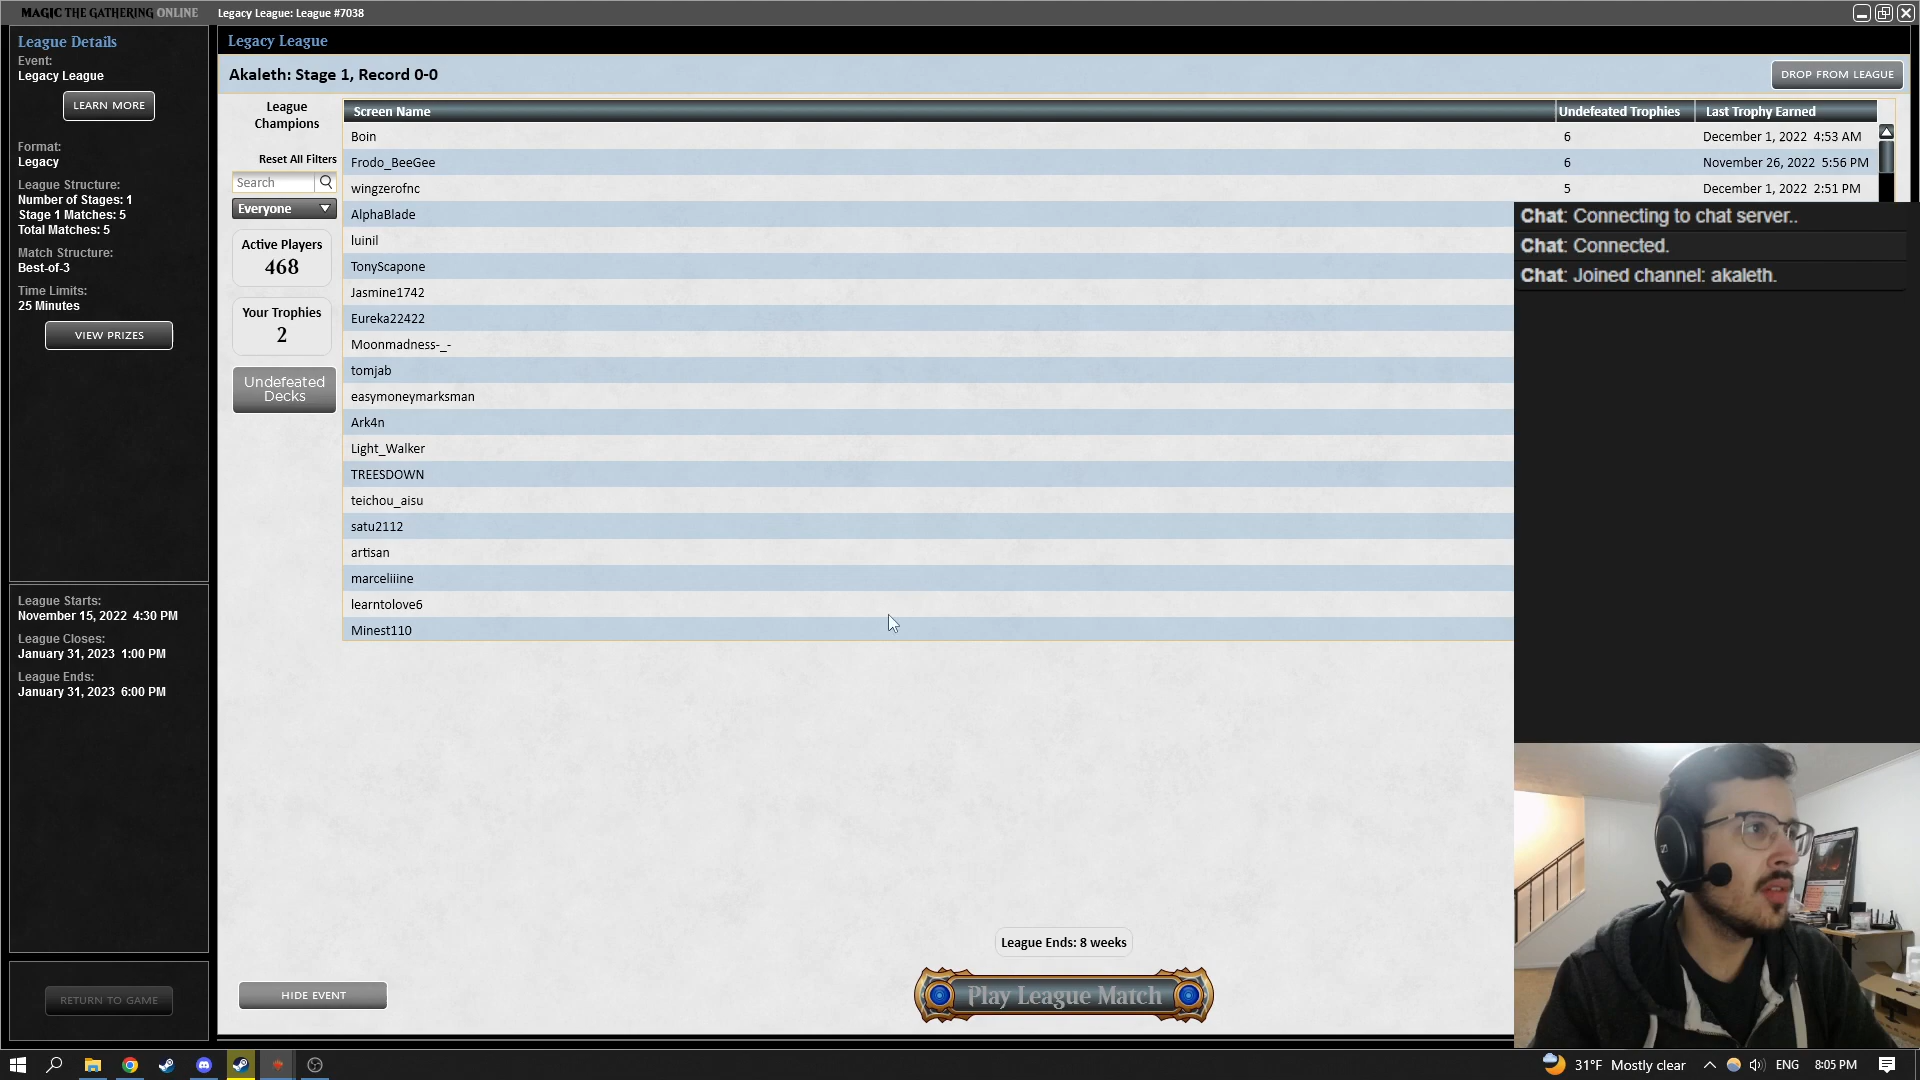 MAGIC THE GATHERING ONLINE
Legacy League: League #7038
League Details
Event:
Legacy League
LEARN MORE
Format:
Legacy
League Structure:
Number of Stages: 1
Stage 1 Matches: 5
Total Matches: 5
Match Structure:
Best-of-3
Time Limits:
25 Minutes
VIEW PRIZES
League Starts:
November 15, 2022 4:30 PM
League Closes:
January 31, 2023 1:00 PM
League Ends:
January 31, 2023 6:00 PM
RETURN TO GAME
Legacy League
Akaleth: Stage 1, Record 0-0
DROP FROM LEAGUE
League
Champions
Reset All Filters
Search
Everyone
Active Players
468
Your Trophies
2
Undefeated
Decks
Screen Name Undefeated Trophies Last Trophy Earned
Boin 6 December 1, 2022 4:53 AM
Frodo_BeeGee 6 November 26, 2022 5:56 PM
wingzerofnc 5 December 1, 2022 2:51 PM
AlphaBlade
luinil
TonyScapone
Jasmine1742
Eureka22422
Moonmadness-_-
tomjab
easymoneymarksman
Ark4n
Light_Walker
TREESDOWN
teichou_aisu
satu2112
artisan
marceliiine
learntolove6
Minest110
Chat: Connecting to chat server..
Chat: Connected.
Chat: Joined channel: akaleth.
League Ends: 8 weeks
HIDE EVENT
Play League Match
31°F Mostly clear
ENG
8:05 PM